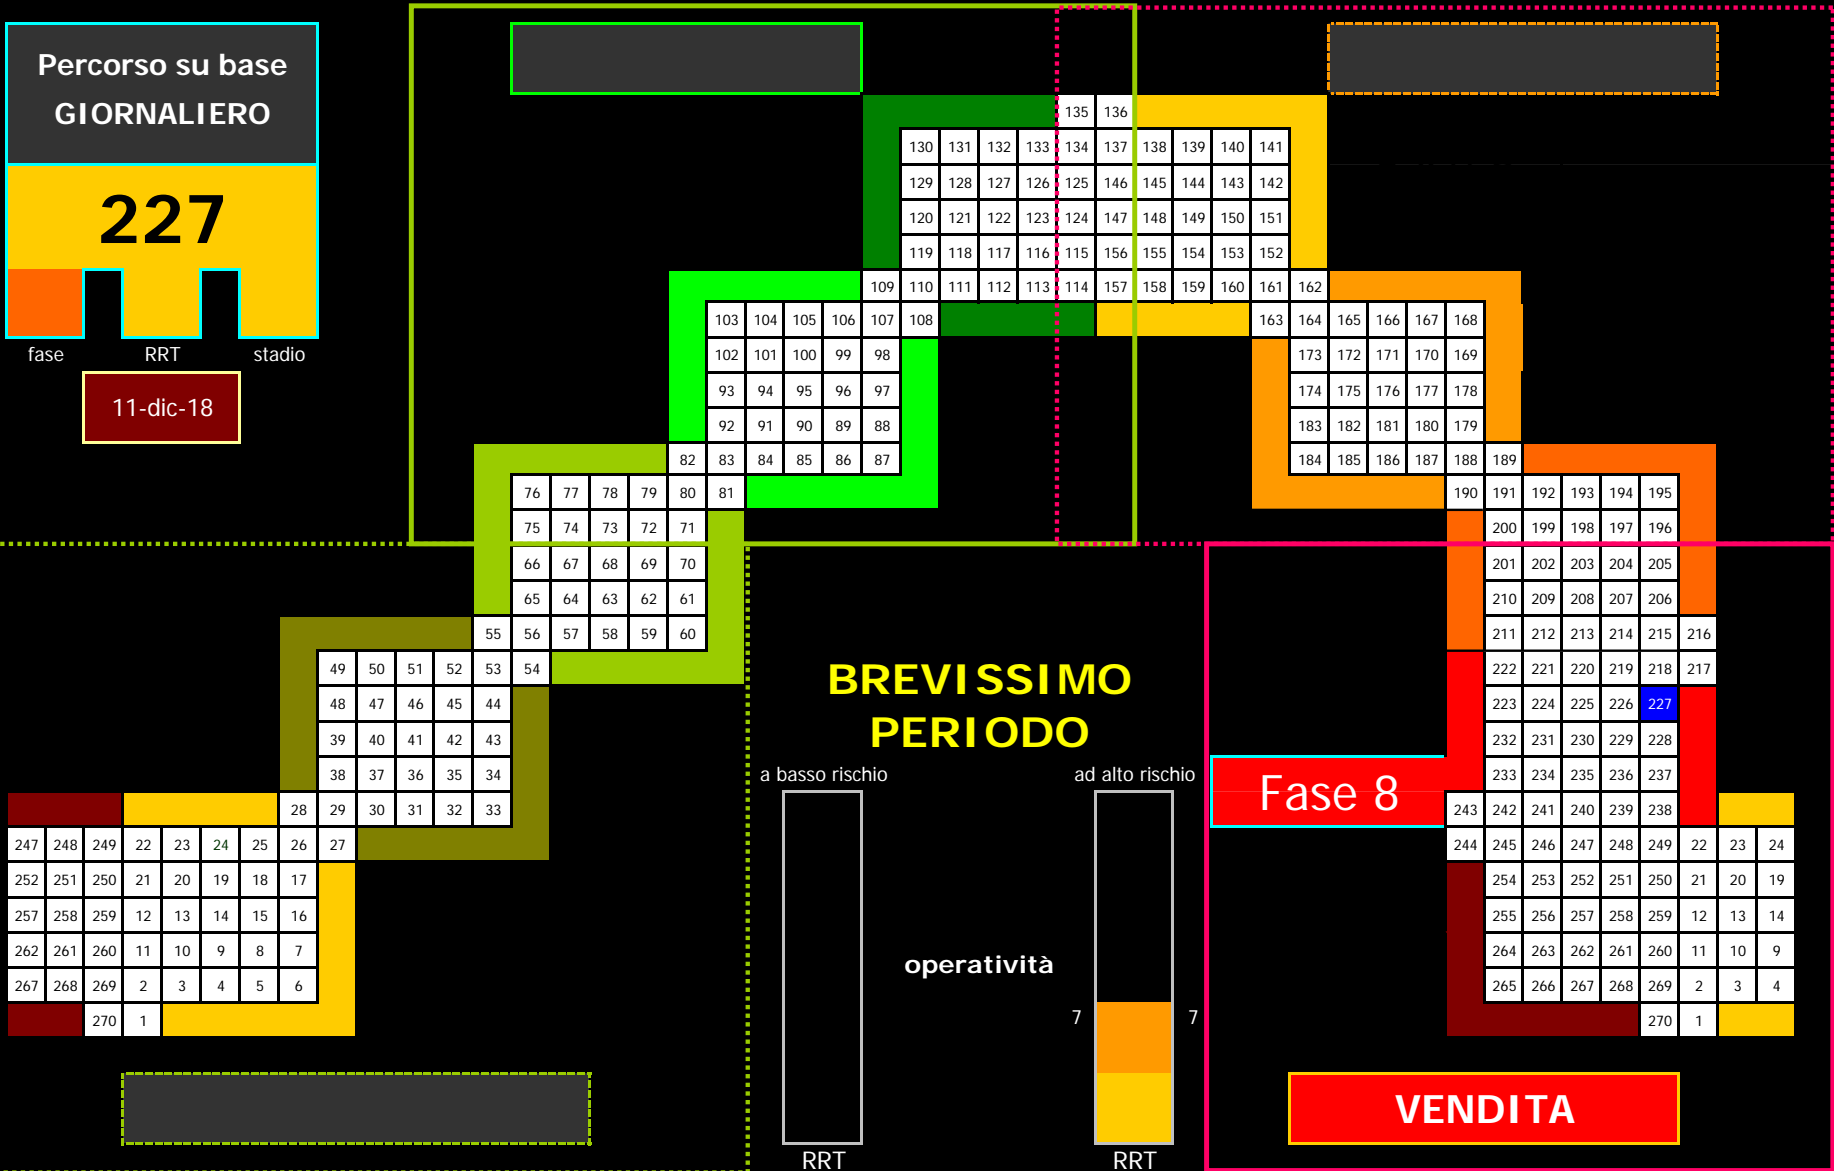 Percorso su base
GIORNALIERO
227
fase RRT stadio
11-dic-18
135 136
130 131 132 133 134 137 138 139 140 141
129 128 127 126 125 146 145 144 143 142
120 121 122 123 124 147 148 149 150 151
119 118 117 116 115 156 155 154 153 152
109 110 111 112 113 114 157 158 159 160 161 162
103 104 105 106 107 108 163 164 165 166 167 168
102 101 100 99 98 173 172 171 170 169
93 94 95 96 97 174 175 176 177 178
92 91 90 89 88 183 182 181 180 179
82 83 84 85 86 87 184 185 186 187 188 189
76 77 78 79 80 81 190 191 192 193 194 195
75 74 73 72 71 200 199 198 197 196
66 67 68 69 70 201 202 203 204 205
65 64 63 62 61 210 209 208 207 206
55 56 57 58 59 60 211 212 213 214 215 216
49 50 51 52 53 54 222 221 220 219 218 217
48 47 46 45 44 223 224 225 226 227
39 40 41 42 43 232 231 230 229 228
38 37 36 35 34 233 234 235 236 237
28 29 30 31 32 33 243 242 241 240 239 238
247 248 249 22 23 24 25 26 27 244 245 246 247 248 249 22 23 24
252 251 250 21 20 19 18 17 254 253 252 251 250 21 20 19
257 258 259 12 13 14 15 16 255 256 257 258 259 12 13 14
262 261 260 11 10 9 8 7 264 263 262 261 260 11 10 9
267 268 269 2 3 4 5 6 265 266 267 268 269 2 3 4
270 1 270 1
BREVISSIMO
PERIODO
a basso rischio ad alto rischio
Fase 8
operatività
7 7
RRT RRT
VENDITA